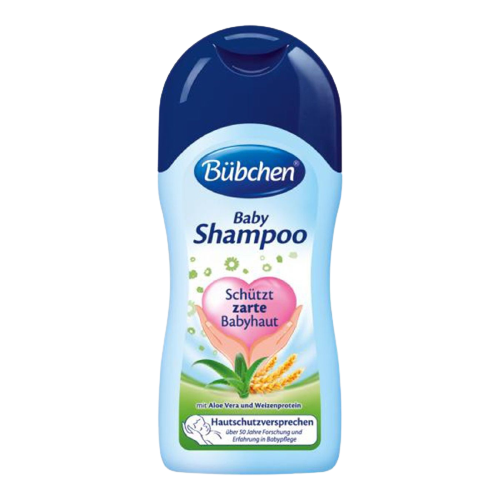 Bübchen®
Baby
Shampoo
Schützt
zarte
Babyhaut
mit Aloe Vera und Weizenprotein
Hautschutzversprechen
über 50 Jahre Forschung und
Erfahrung in Babypflege